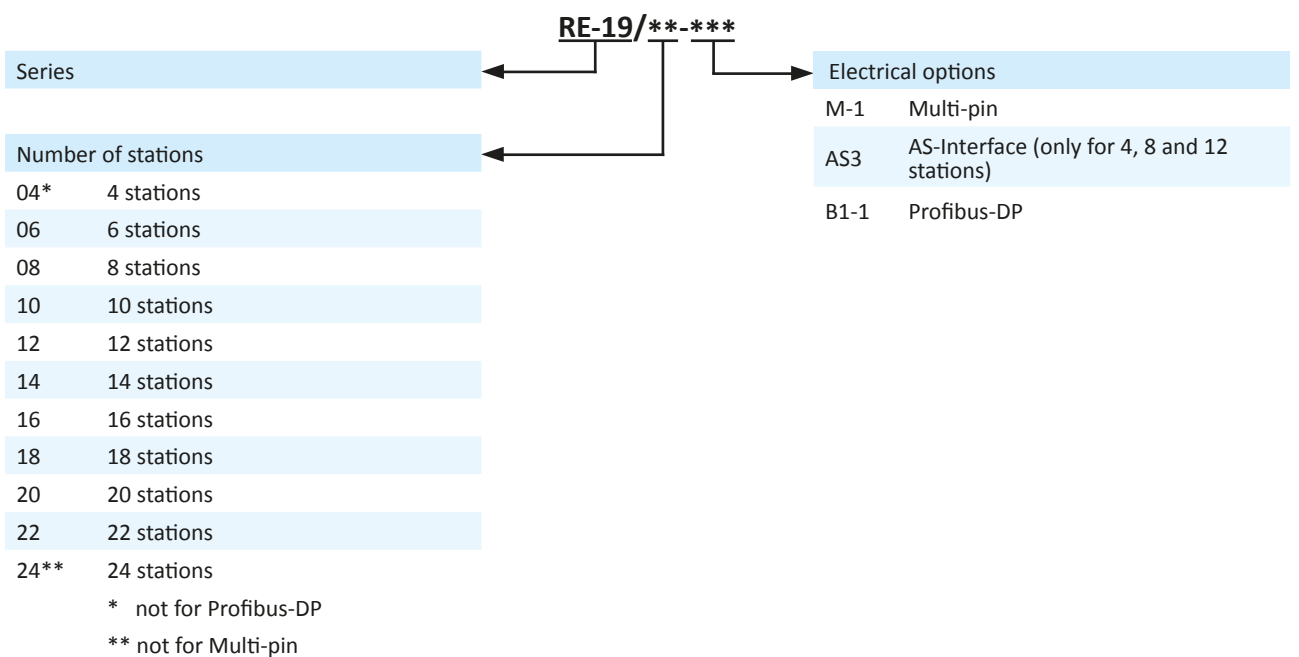 RE-19/**-***
Series
Number of stations
04* 4 stations
06 6 stations
08 8 stations
10 10 stations
12 12 stations
14 14 stations
16 16 stations
18 18 stations
20 20 stations
22 22 stations
24** 24 stations
* not for Profibus-DP
** not for Multi-pin
Electrical options
M-1 Multi-pin
AS3 AS-Interface (only for 4, 8 and 12
stations)
B1-1 Profibus-DP